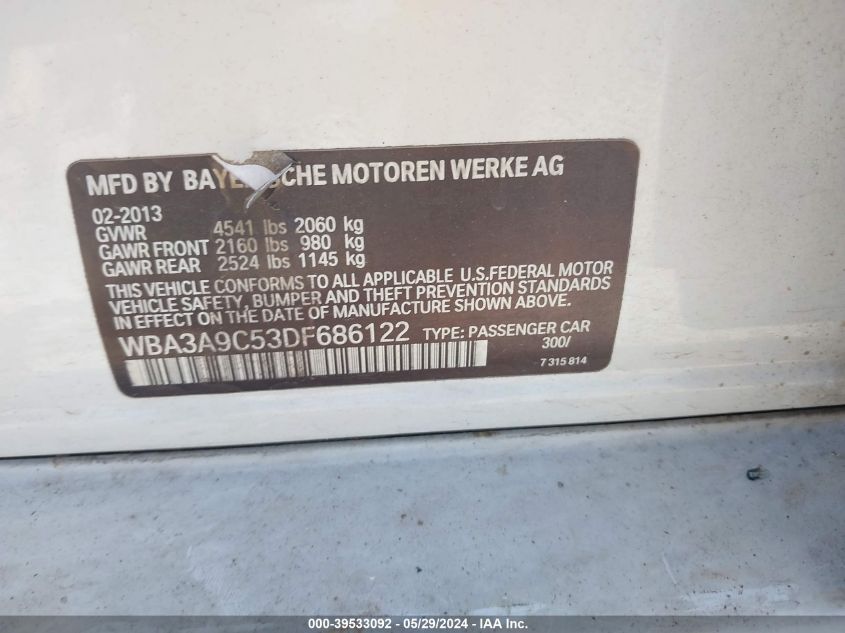 MFD BY BAYERISCHE MOTOREN WERKE AG
02-2013
GVWR 4541 lbs 2060 kg
GAWR FRONT 2160 lbs 980 kg
GAWR REAR 2524 lbs 1145 kg
THIS VEHICLE CONFORMS TO ALL APPLICABLE U.S.FEDERAL MOTOR
VEHICLE SAFETY, BUMPER AND THEFT PREVENTION STANDARDS
IN EFFECT ON THE DATE OF MANUFACTURE SHOWN ABOVE.
WBA3A9C53DF686122 TYPE: PASSENGER CAR
300/
7 315 814
000-39533092 - 05/29/2024 - IAA Inc.